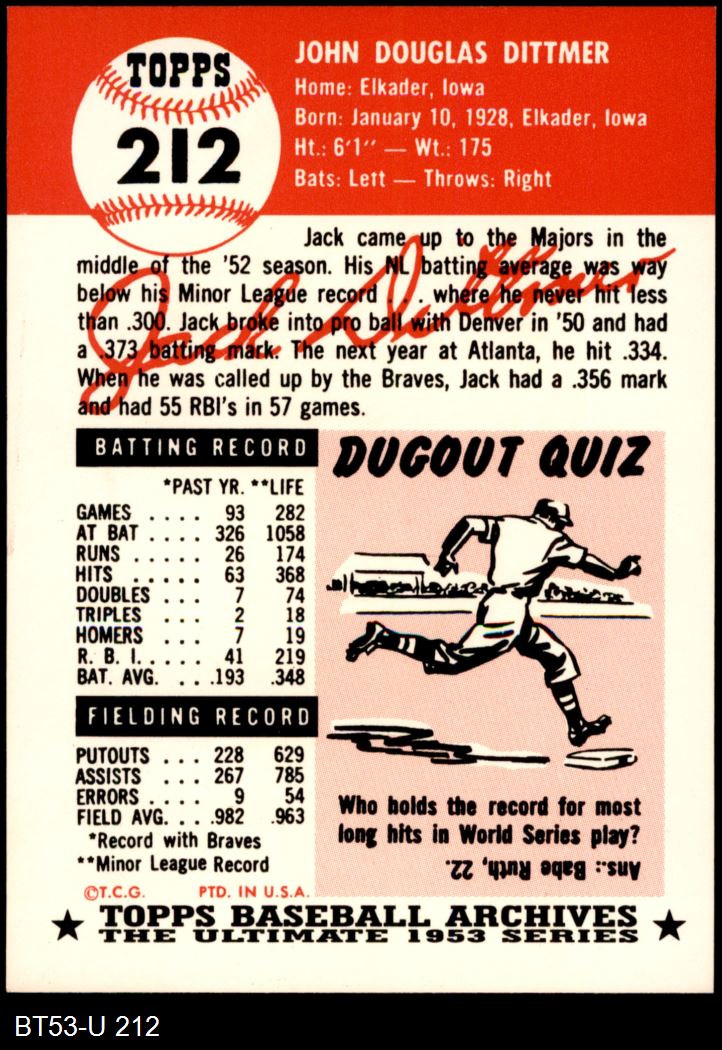 TOPPS
212
JOHN DOUGLAS DITTMER
Home: Elkader, Iowa
Born: January 10, 1928, Elkader, Iowa
Ht.: 6'1" — Wt.: 175
Bats: Left — Throws: Right
Jack came up to the Majors in the
middle of the '52 season. His NL batting average was way
below his Minor League record . . . where he never hit less
than .300. Jack broke into pro ball with Denver in '50 and had
a .373 batting mark. The next year at Atlanta, he hit .334.
When he was called up by the Braves, Jack had a .356 mark
and had 55 RBI's in 57 games.
Jack Dittmer
BATTING RECORD
*PAST YR. **LIFE
GAMES . . . . 93 282
AT BAT . . . . 326 1058
RUNS . . . . . 26 174
HITS . . . . . 63 368
DOUBLES . . . 7 74
TRIPLES . . . 2 18
HOMERS . . . 7 19
R. B. I. . . . . 41 219
BAT. AVG. . . .193 .348
FIELDING RECORD
PUTOUTS . . . 228 629
ASSISTS . . . 267 785
ERRORS . . . . 9 54
FIELD AVG. . . .982 .963
*Record with Braves
**Minor League Record
©T.C.G. PTD. IN U.S.A.
DUGOUT QUIZ
Who holds the record for most
long hits in World Series play?
Ans.: Babe Ruth, 22.
TOPPS BASEBALL ARCHIVES
THE ULTIMATE 1953 SERIES
BT53-U 212